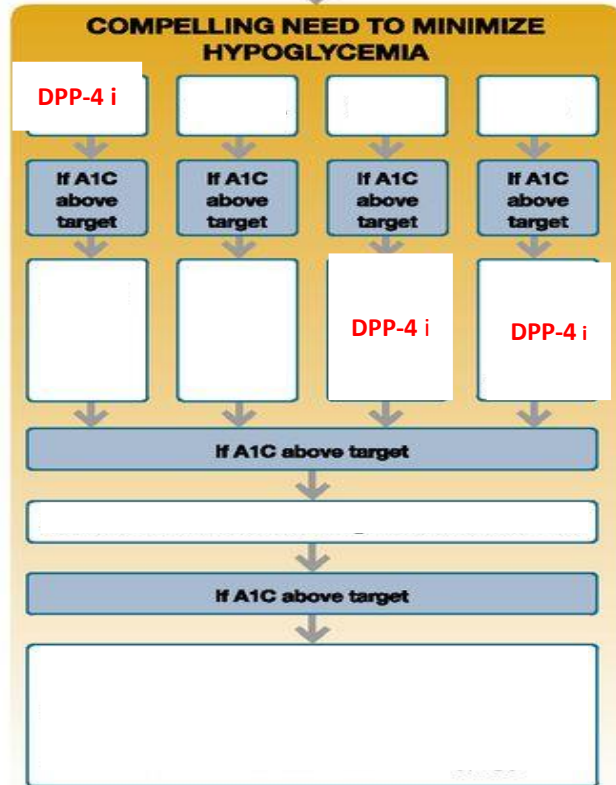 COMPELLING NEED TO MINIMIZE
HYPOGLYCEMIA
DPP-4 i
If A1C
above
target
If A1C
above
target
If A1C
above
target
If A1C
above
target
DPP-4 i
DPP-4 i
If A1C above target
If A1C above target